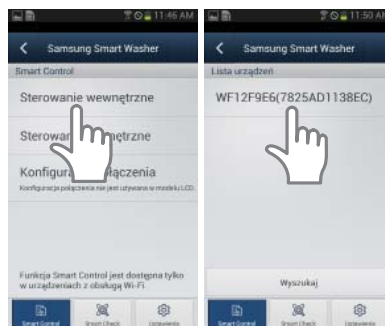 11:46 AM
Samsung Smart Washer
Smart Control
Sterowanie wewnętrzne
Konfigura
Konfiguracja połączenia nie jest używana w modelu LCD.
Funkcja Smart Control jest dostępna tylko
w urządzeniach z obsługą Wi-Fi.
Smart Control
Smart Check
Ustawienia
11:50 AM
Samsung Smart Washer
Lista urządzeń
WF12F9E6(7825AD1138EC)
Wyszukaj
Smart Control
Smart Check
Ustawienia